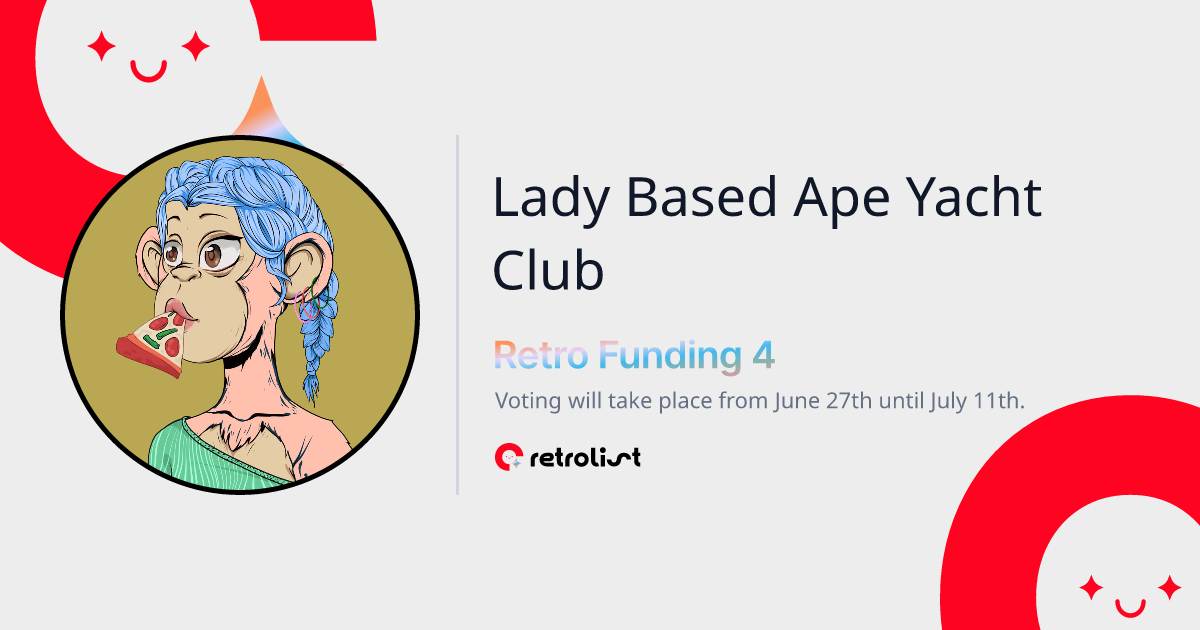 Lady Based Ape Yacht
Club
Retro Funding 4
Voting will take place from June 27th until July 11th.
retrolist